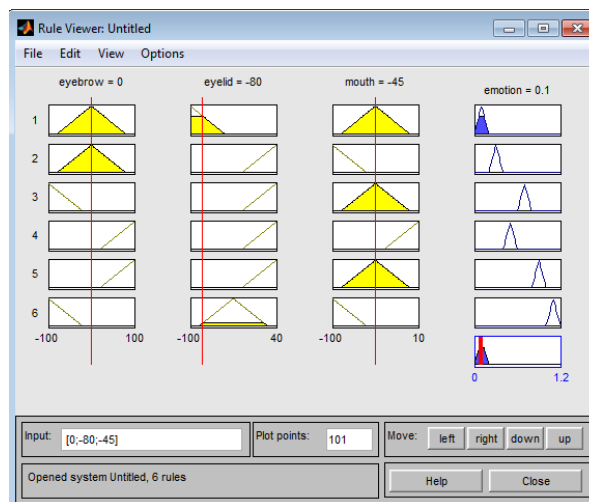 Rule Viewer: Untitled
File Edit View Options
eyebrow = 0 eyelid = -80 mouth = -45 emotion = 0.1
1
2
3
4
5
6
-100 100 -100 40 -100 10
0 1.2
Input: [0;-80;-45] Plot points: 101 Move: left right down up
Opened system Untitled, 6 rules Help Close